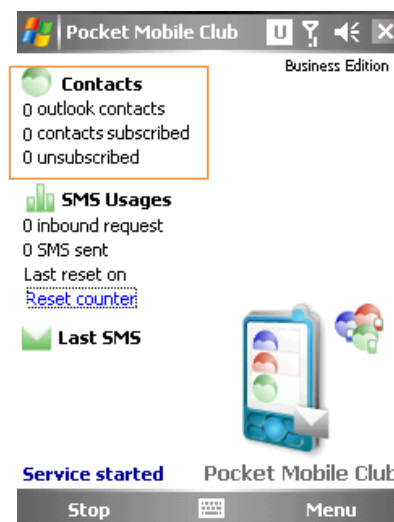 Pocket Mobile Club U
Business Edition
Contacts
0 outlook contacts
0 contacts subscribed
0 unsubscribed
SMS Usages
0 inbound request
0 SMS sent
Last reset on
Reset counter
Last SMS
Service started
Pocket Mobile Club
Stop
Menu